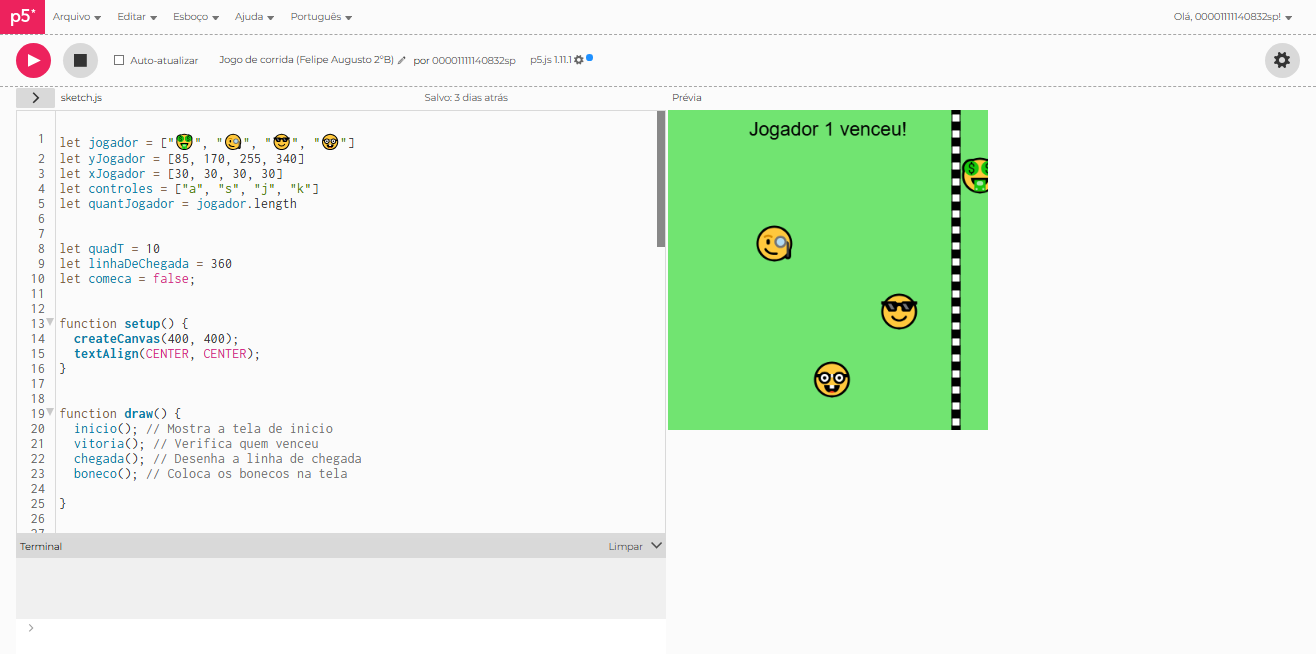 p5* Arquivo Editar Esboço Ajuda Português Olá, 00001111140832sp!
Auto-atualizar Jogo de corrida (Felipe Augusto 2°B) por 00001111140832sp p5.js 1.11.1
sketch.js Salvo: 3 dias atrás Prévia
1 let jogador = ["🤑", "🧐", "😎", "🤓"]
2 let yJogador = [85, 170, 255, 340]
3 let xJogador = [30, 30, 30, 30]
4 let controles = ["a", "s", "j", "k"]
5 let quantJogador = jogador.length
6
7
8 let quadT = 10
9 let linhaDeChegada = 360
10 let comeca = false;
11
12
13 function setup() {
14 createCanvas(400, 400);
15 textAlign(CENTER, CENTER);
16 }
17
18
19 function draw() {
20 inicio(); // Mostra a tela de inicio
21 vitoria(); // Verifica quem venceu
22 chegada(); // Desenha a linha de chegada
23 boneco(); // Coloca os bonecos na tela
24
25 }
26
27
Terminal Limpar
>
Jogador 1 venceu!